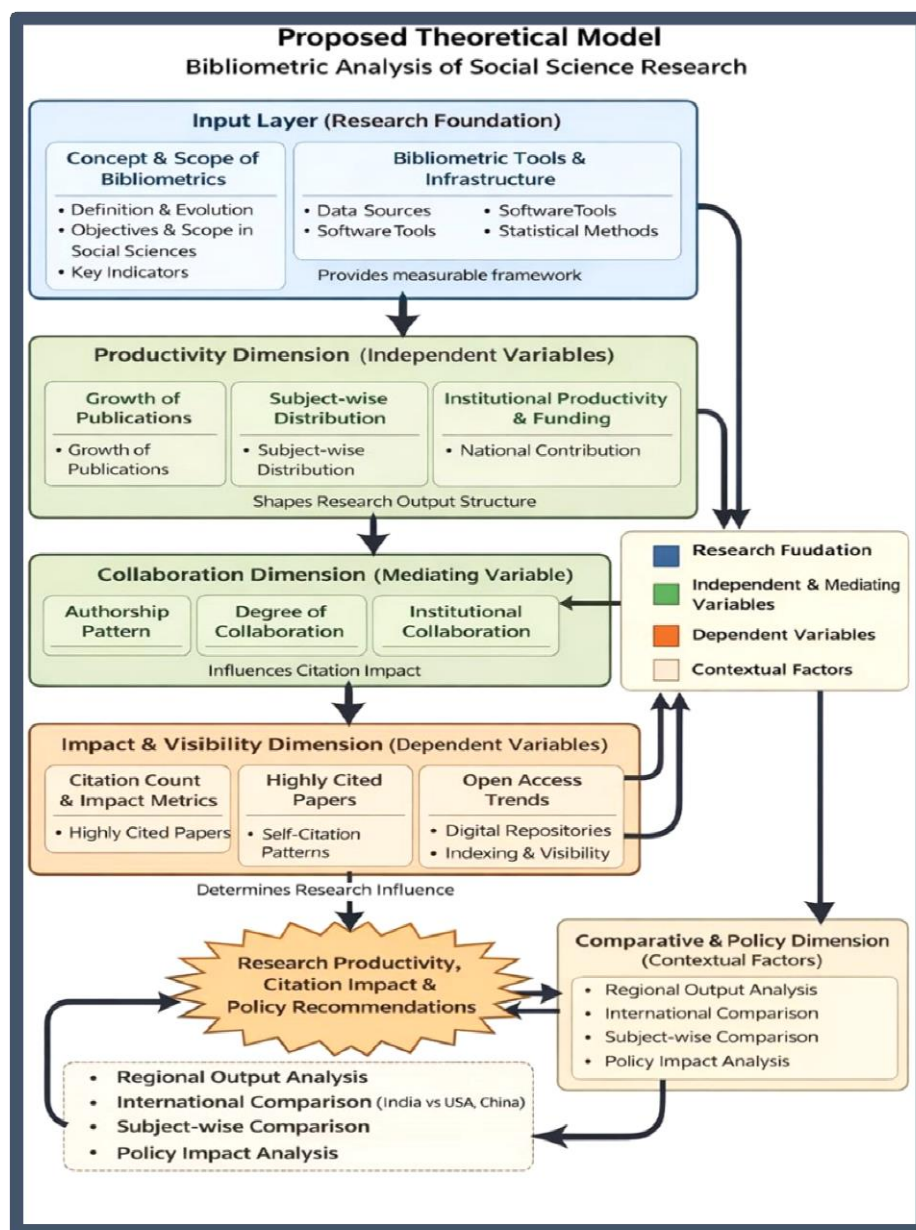 Proposed Theoretical Model
Bibliometric Analysis of Social Science Research
Input Layer (Research Foundation)
Concept & Scope of
Bibliometrics
• Definition & Evolution
• Objectives & Scope in
Social Sciences
• Key Indicators
Bibliometric Tools &
Infrastructure
• Data Sources
• Software Tools
• SoftwareTools
• Statistical Methods
Provides measurable framework
Productivity Dimension (Independent Variables)
Growth of
Publications
• Growth of
Publications
Subject-wise
Distribution
• Subject-wise
Distribution
Institutional Productivity
& Funding
• National Contribution
Shapes Research Output Structure
Collaboration Dimension (Mediating Variable)
Authorship
Pattern
Degree of
Collaboration
Institutional
Collaboration
Influences Citation Impact
Research Fuudation
Independent & Mediating
Variables
Dependent Variables
Contextual Factors
Impact & Visibility Dimension (Dependent Variables)
Citation Count
& Impact Metrics
• Highly Cited Papers
Highly Cited
Papers
• Self-Citation
Patterns
Open Access
Trends
• Digital Repositories
• Indexing & Visibility
Determines Research Influence
Research Productivity,
Citation Impact &
Policy Recommendations
Comparative & Policy Dimension
(Contextual Factors)
• Regional Output Analysis
• International Comparison
• Subject-wise Comparison
• Policy Impact Analysis
• Regional Output Analysis
• International Comparison (India vs USA, China)
• Subject-wise Comparison
• Policy Impact Analysis